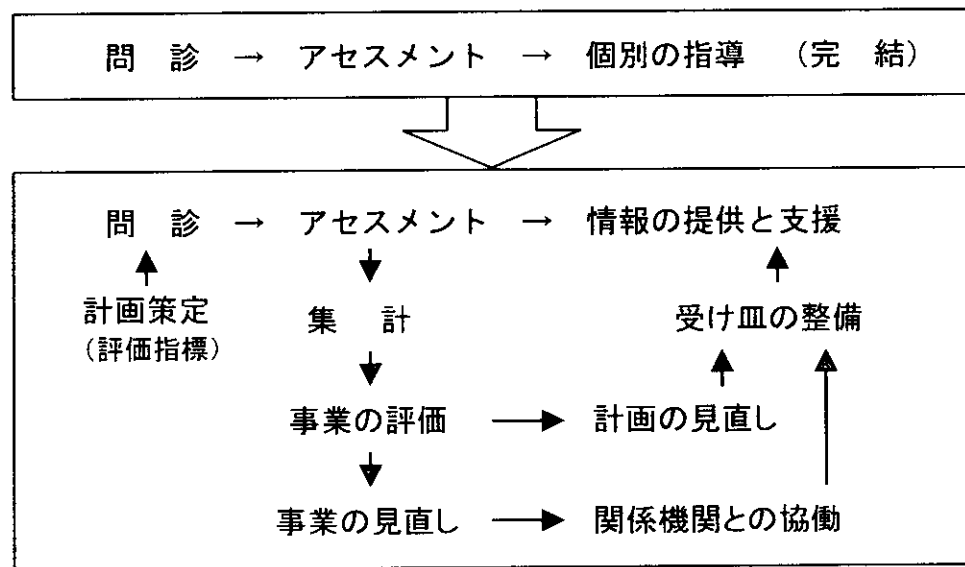 問 診 → アセスメント → 個別の指導 （完 結）
問 診 → アセスメント → 情報の提供と支援
計画策定 集 計 受け皿の整備
（評価指標）
事業の評価 → 計画の見直し
事業の見直し → 関係機関との協働